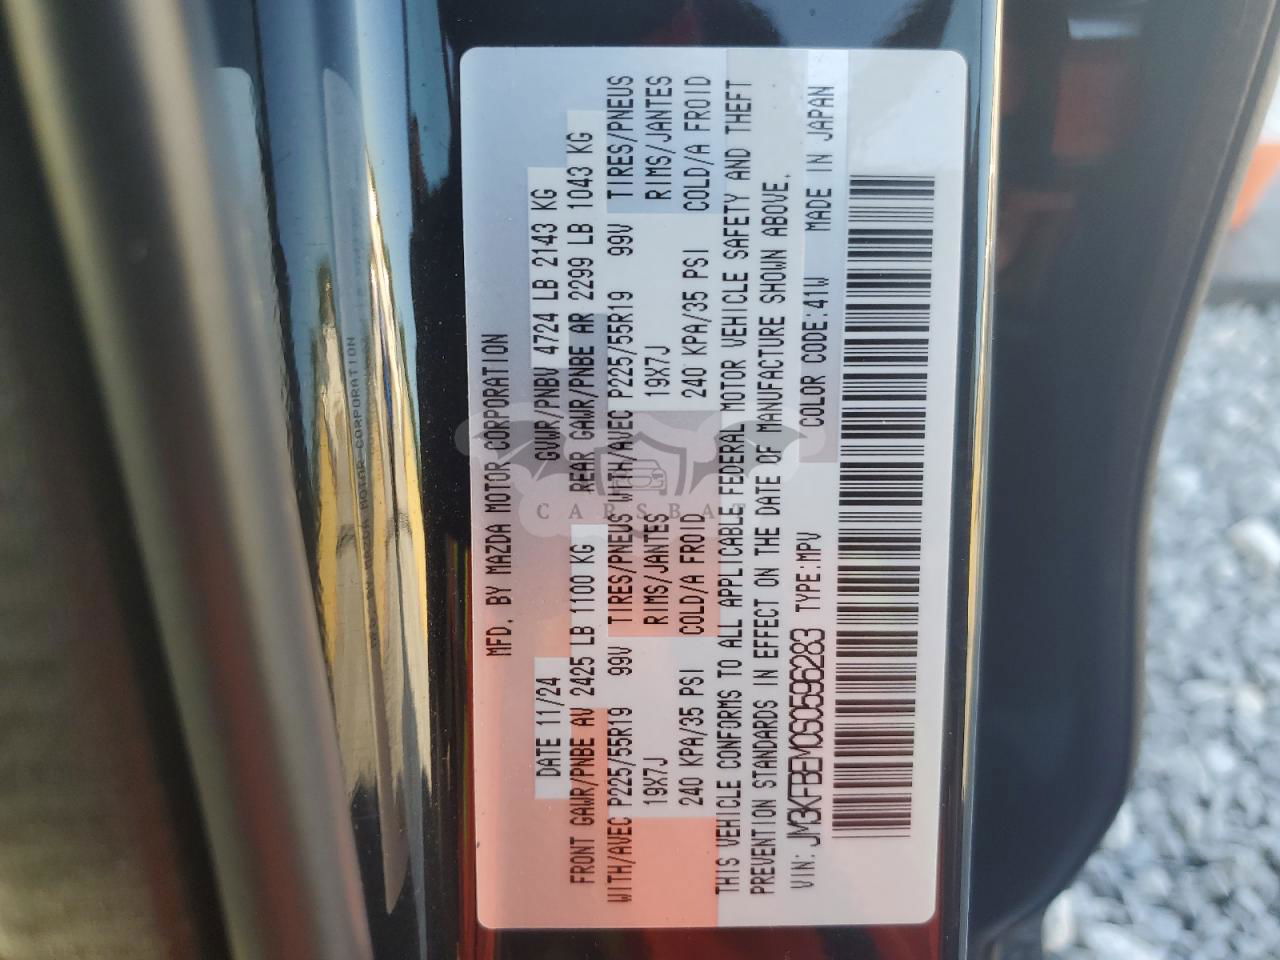 MFD. BY MAZDA MOTOR CORPORATION
DATE 11/24 GVWR/PNBV 4724 LB 2143 KG
FRONT GAWR/PNBE AV 2425 LB 1100 KG REAR GAWR/PNBE AR 2299 LB 1043 KG
WITH/AVEC P225/55R19 99V TIRES/PNEUS WITH/AVEC P225/55R19 99V TIRES/PNEUS
19X7J RIMS/JANTES 19X7J RIMS/JANTES
240 KPA/35 PSI COLD/A FROID 240 KPA/35 PSI COLD/A FROID
THIS VEHICLE CONFORMS TO ALL APPLICABLE FEDERAL MOTOR VEHICLE SAFETY AND THEFT
PREVENTION STANDARDS IN EFFECT ON THE DATE OF MANUFACTURE SHOWN ABOVE.
VIN: JM3KFBEM0S0596283 TYPE:MPV COLOR CODE:41W MADE IN JAPAN
CARSBAT
MOTOR CORPORATION